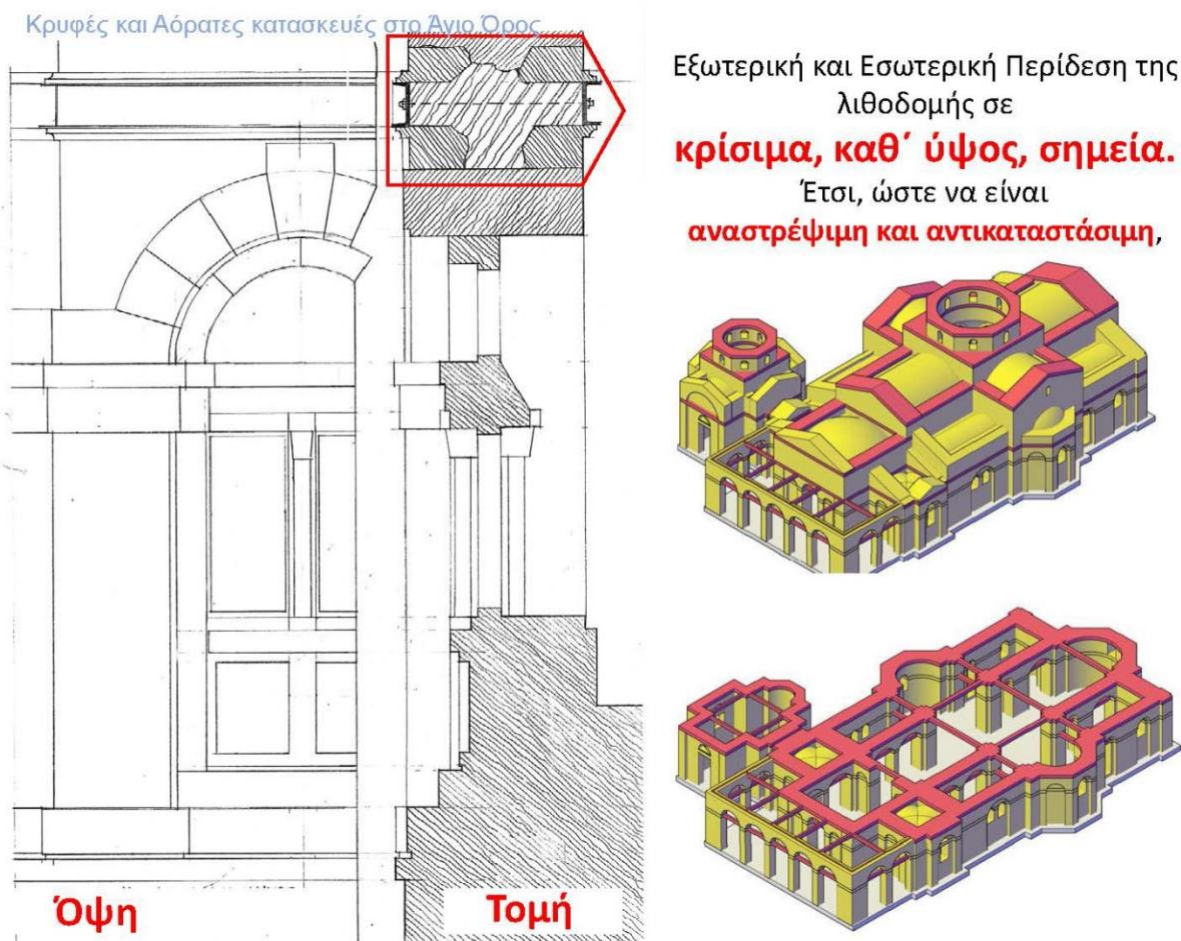 Κρυφές και Αόρατες κατασκευές στο Άγιο Όρος
Εξωτερική και Εσωτερική Περίδεση της
λιθοδομής σε
κρίσιμα, καθ΄ ύψος, σημεία.
Έτσι, ώστε να είναι
αναστρέψιμη και αντικαταστάσιμη,
Όψη
Τομή